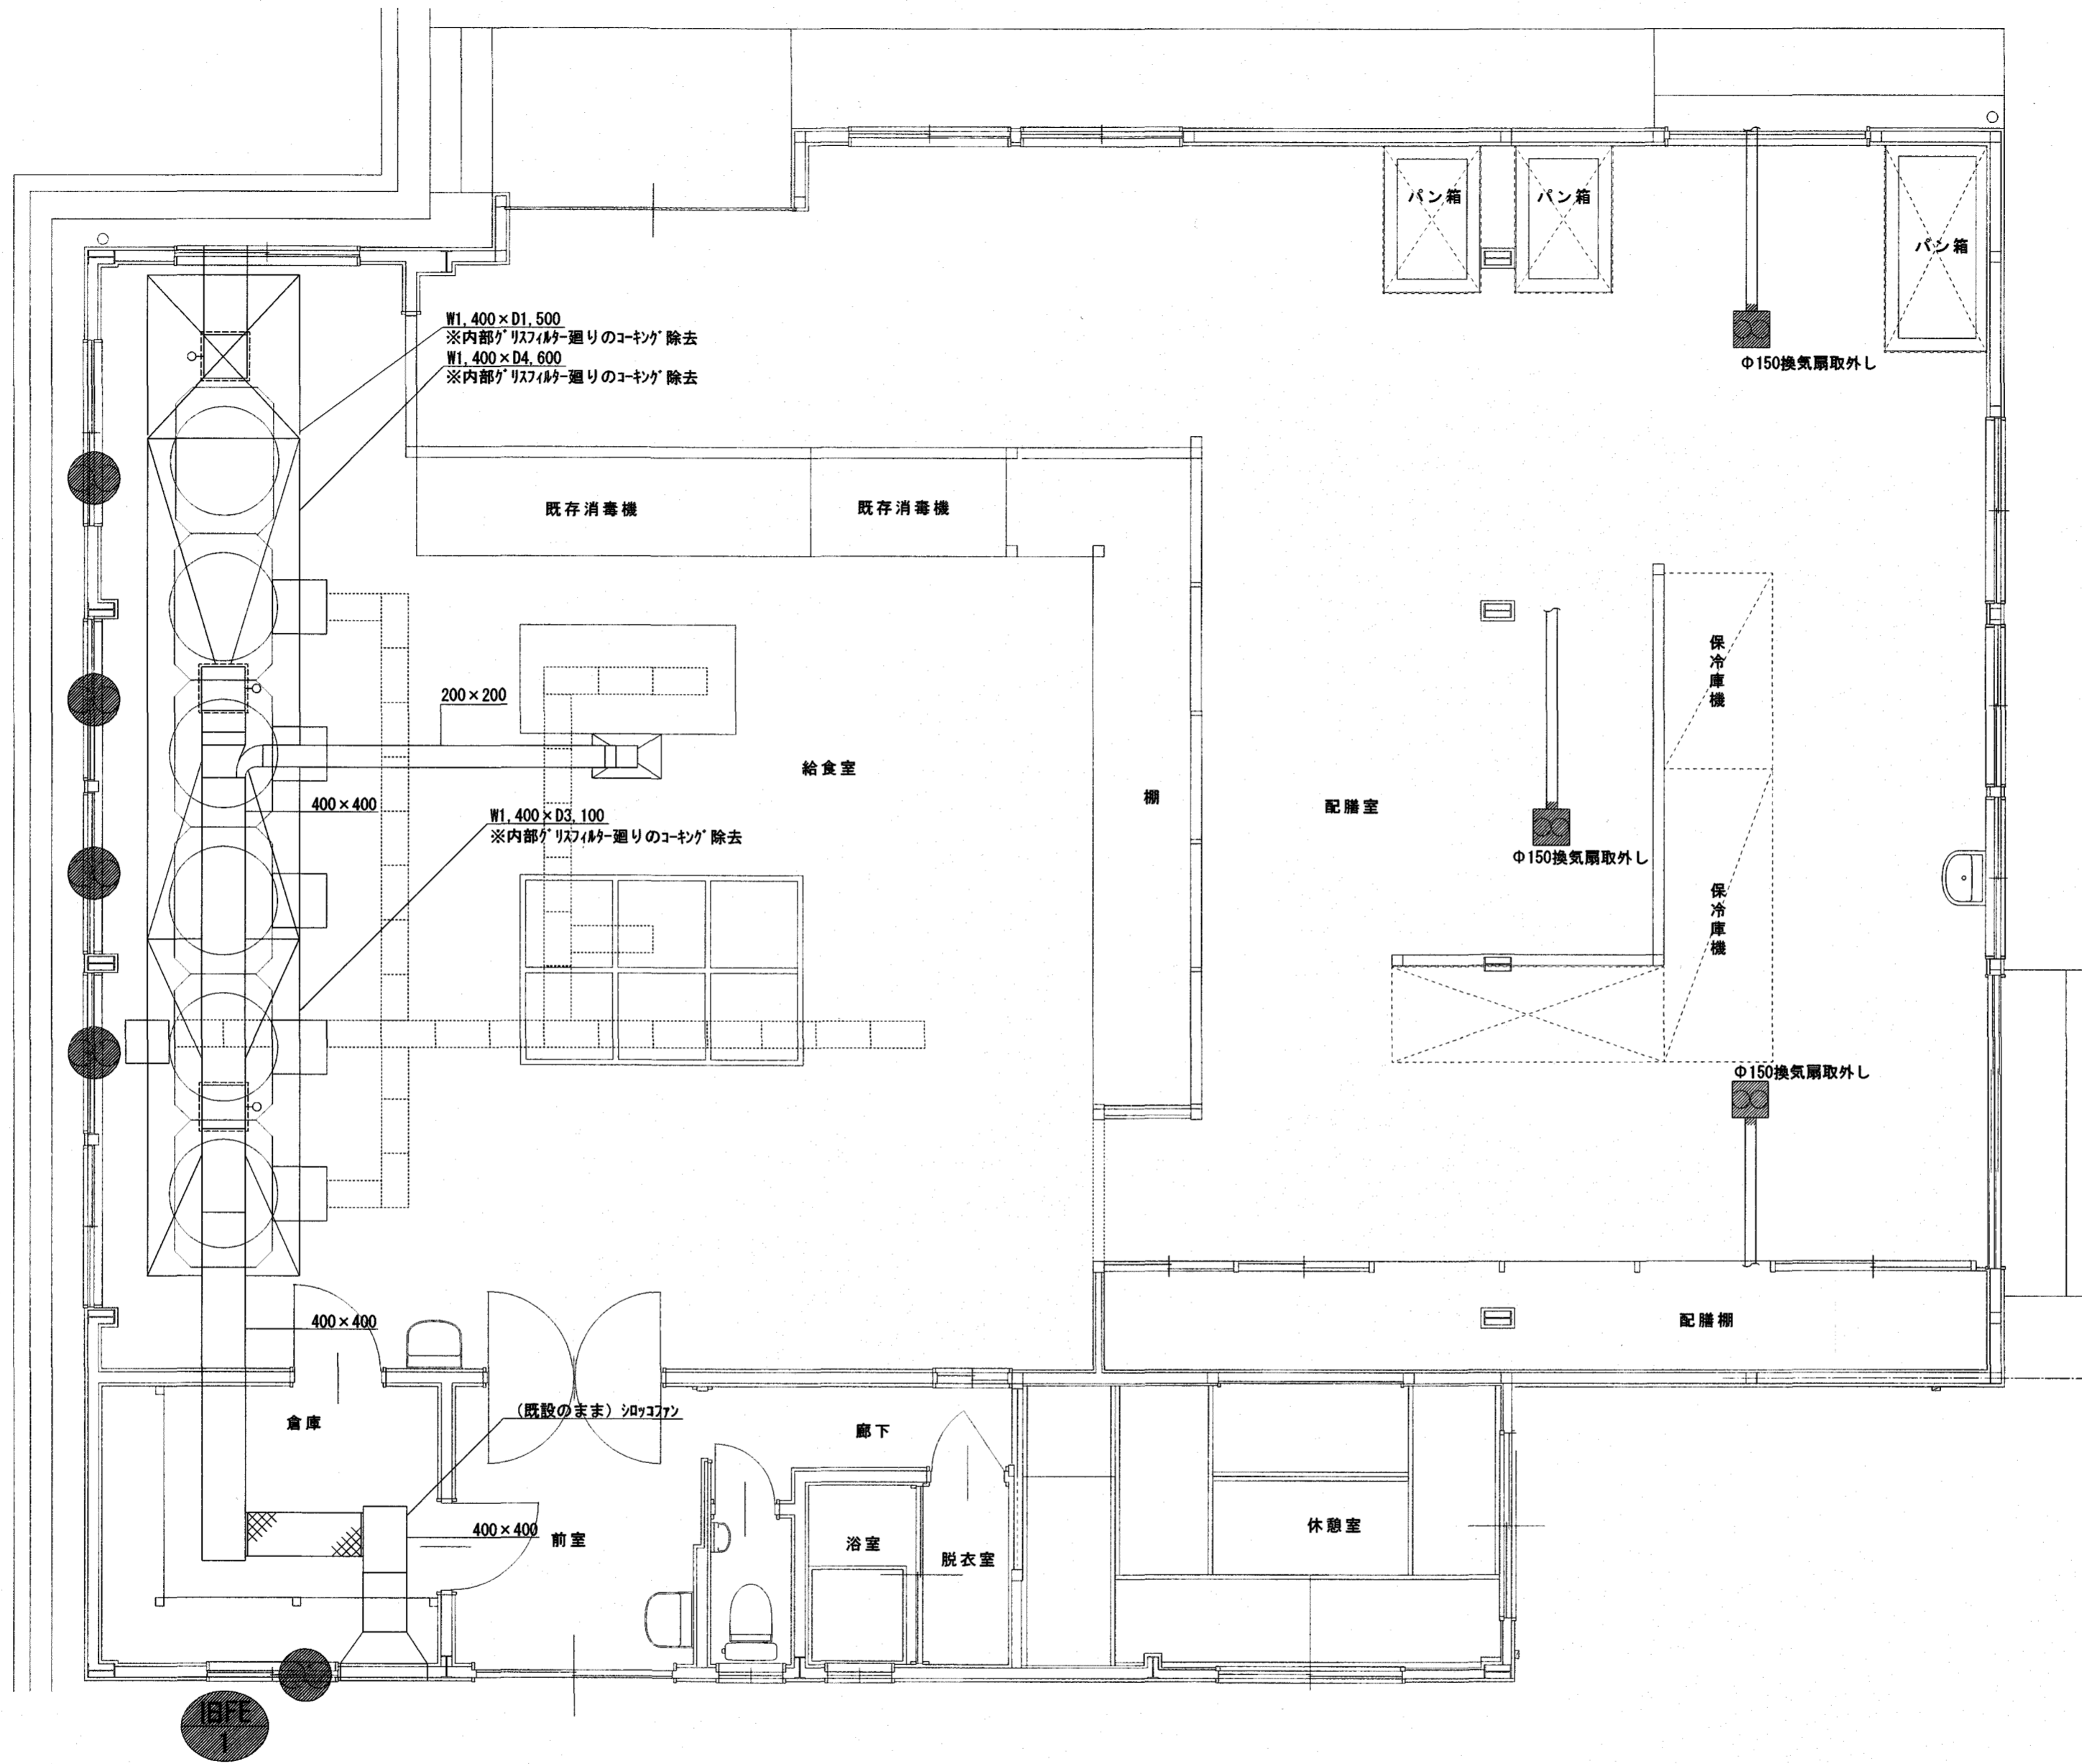 パン箱
パン箱
パン箱
W1,400×D1,500
※内部グリスフィルター廻りのコーキング除去
W1,400×D4,600
※内部グリスフィルター廻りのコーキング除去
Φ150換気扇取外し
既存消毒機
既存消毒機
保冷庫機
200×200
給食室
棚
配膳室
400×400
W1,400×D3,100
※内部グリスフィルター廻りのコーキング除去
Φ150換気扇取外し
保冷庫機
Φ150換気扇取外し
400×400
配膳棚
(既設のまま) シロッコファン
倉庫
廊下
400×400
前室
浴室
脱衣室
休憩室
1